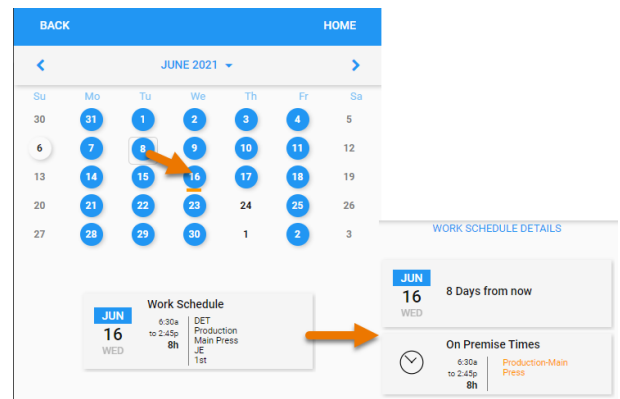 BACK HOME
JUNE 2021
Su Mo Tu We Th Fr Sa
30 31 1 2 3 4 5
6 7 8 9 10 11 12
13 14 15 16 17 18 19
20 21 22 23 24 25 26
27 28 29 30 1 2 3
Work Schedule
JUN
16
WED
6:30a
to 2:45p
8h
DET
Production
Main Press
JE
1st
WORK SCHEDULE DETAILS
JUN
16
WED
8 Days from now
On Premise Times
6:30a
to 2:45p
8h
Production-Main
Press